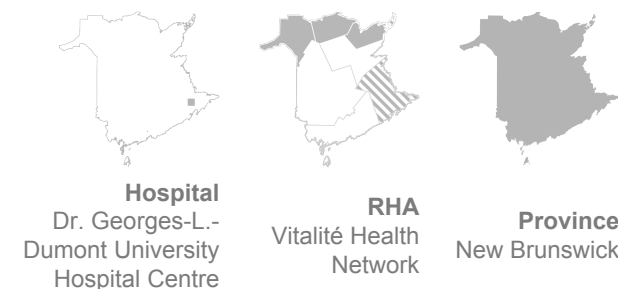 Hospital
Dr. Georges-L.-
Dumont University
Hospital Centre
RHA
Vitalité Health
Network
Province
New Brunswick